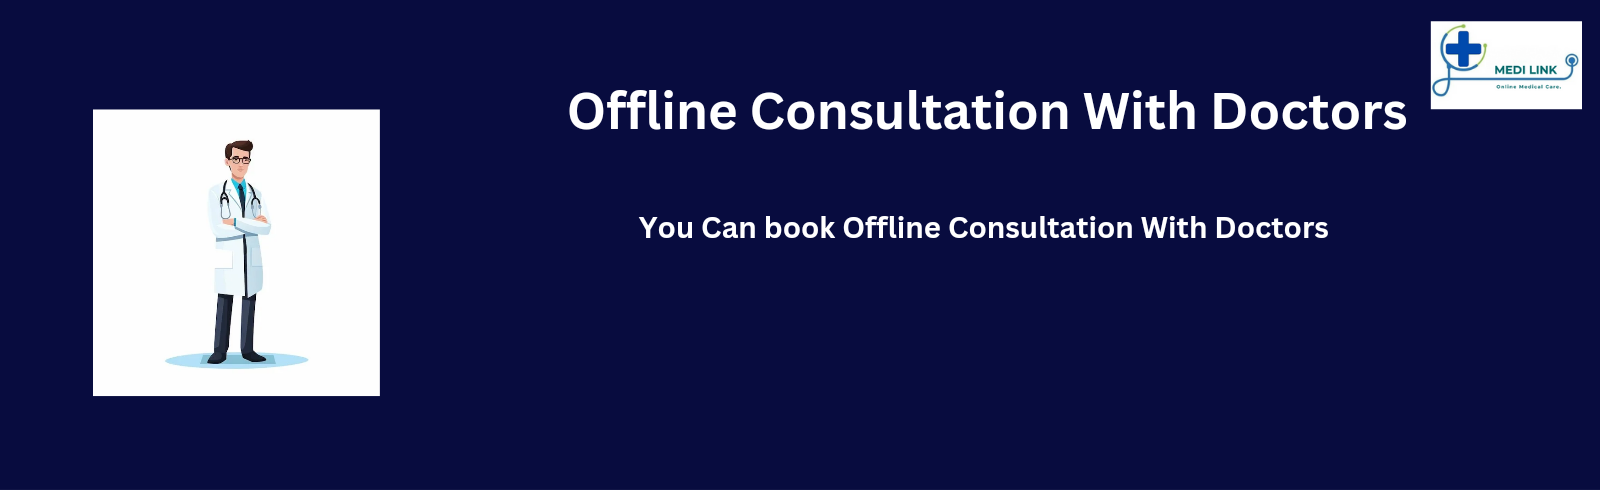 MEDI LINK
Online Medical Care.
Offline Consultation With Doctors
You Can book Offline Consultation With Doctors